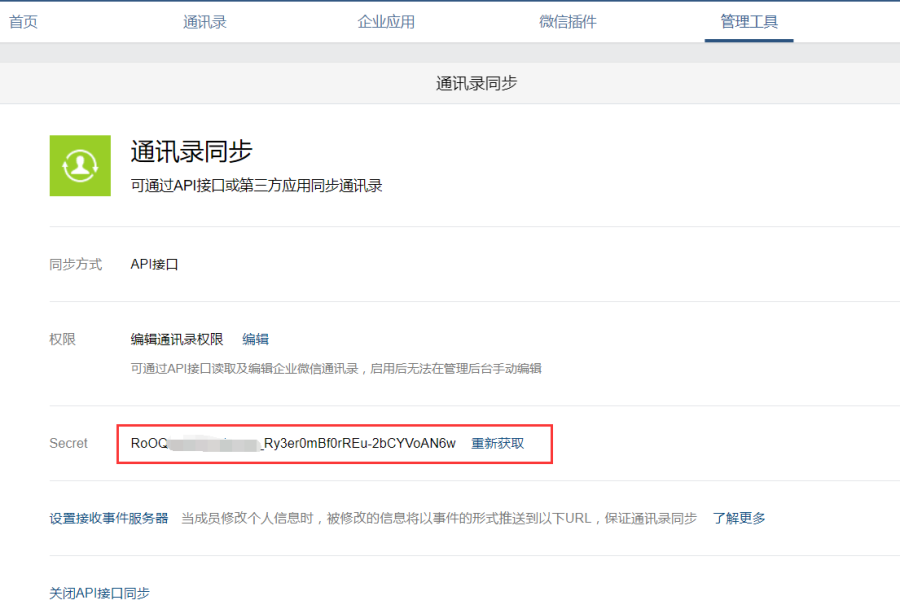 首页 通讯录 企业应用 微信插件 管理工具
通讯录同步
通讯录同步
可通过API接口或第三方应用同步通讯录
同步方式 API接口
权限 编辑通讯录权限 编辑
可通过API接口读取及编辑企业微信通讯录，启用后无法在管理后台手动编辑
Secret RoOQ _Ry3er0mBf0rREu-2bCYVoAN6w 重新获取
设置接收事件服务器 当成员修改个人信息时，被修改的信息将以事件的形式推送到以下URL，保证通讯录同步 了解更多
关闭API接口同步